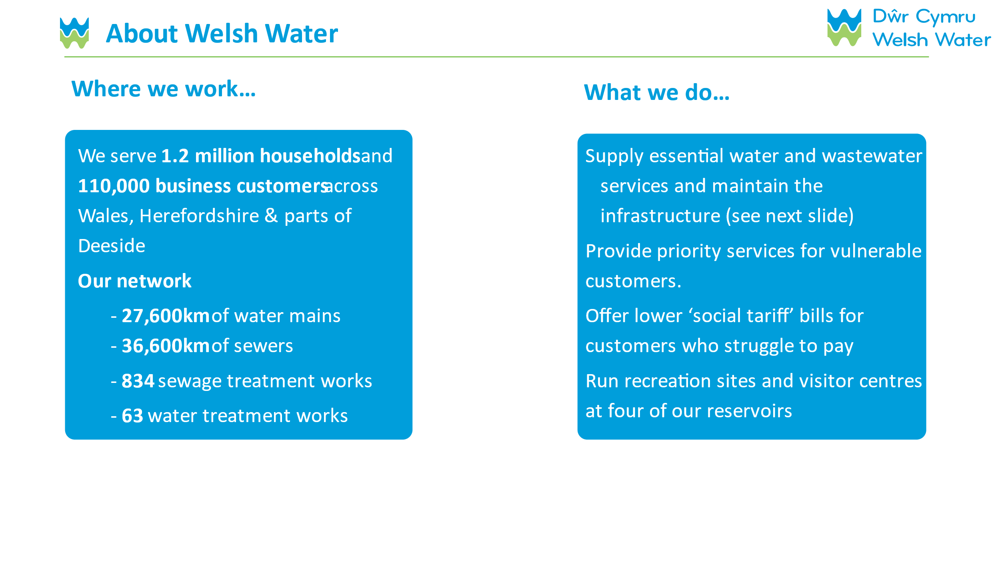 About Welsh Water
Dŵr Cymru
Welsh Water
Where we work...
We serve 1.2 million households and
110,000 business customers across
Wales, Herefordshire & parts of
Deeside
Our network
- 27,600km of water mains
- 36,600km of sewers
- 834 sewage treatment works
- 63 water treatment works
What we do...
Supply essential water and wastewater
services and maintain the
infrastructure (see next slide)
Provide priority services for vulnerable
customers.
Offer lower ‘social tariff’ bills for
customers who struggle to pay
Run recreation sites and visitor centres
at four of our reservoirs